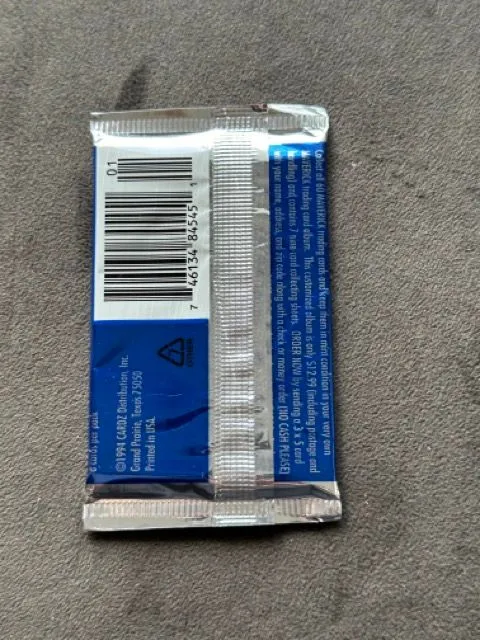 Collect all 60 MAVERICK trading cards and keep them in mint condition in your very own
MAVERICK trading card album. This customized album is only $12.99 (including postage and
handling) and contains 7 nine card collecting sheets. ORDER NOW by sending a 3 x 5 card
with your name, address, and zip code along with a check or money order (NO CASH PLEASE)
01
7 46134 84545 1
OTHER
6 cards per pack
©1994 CARDZ Distribution, Inc.
Grand Prairie, Texas 75050
Printed in USA.